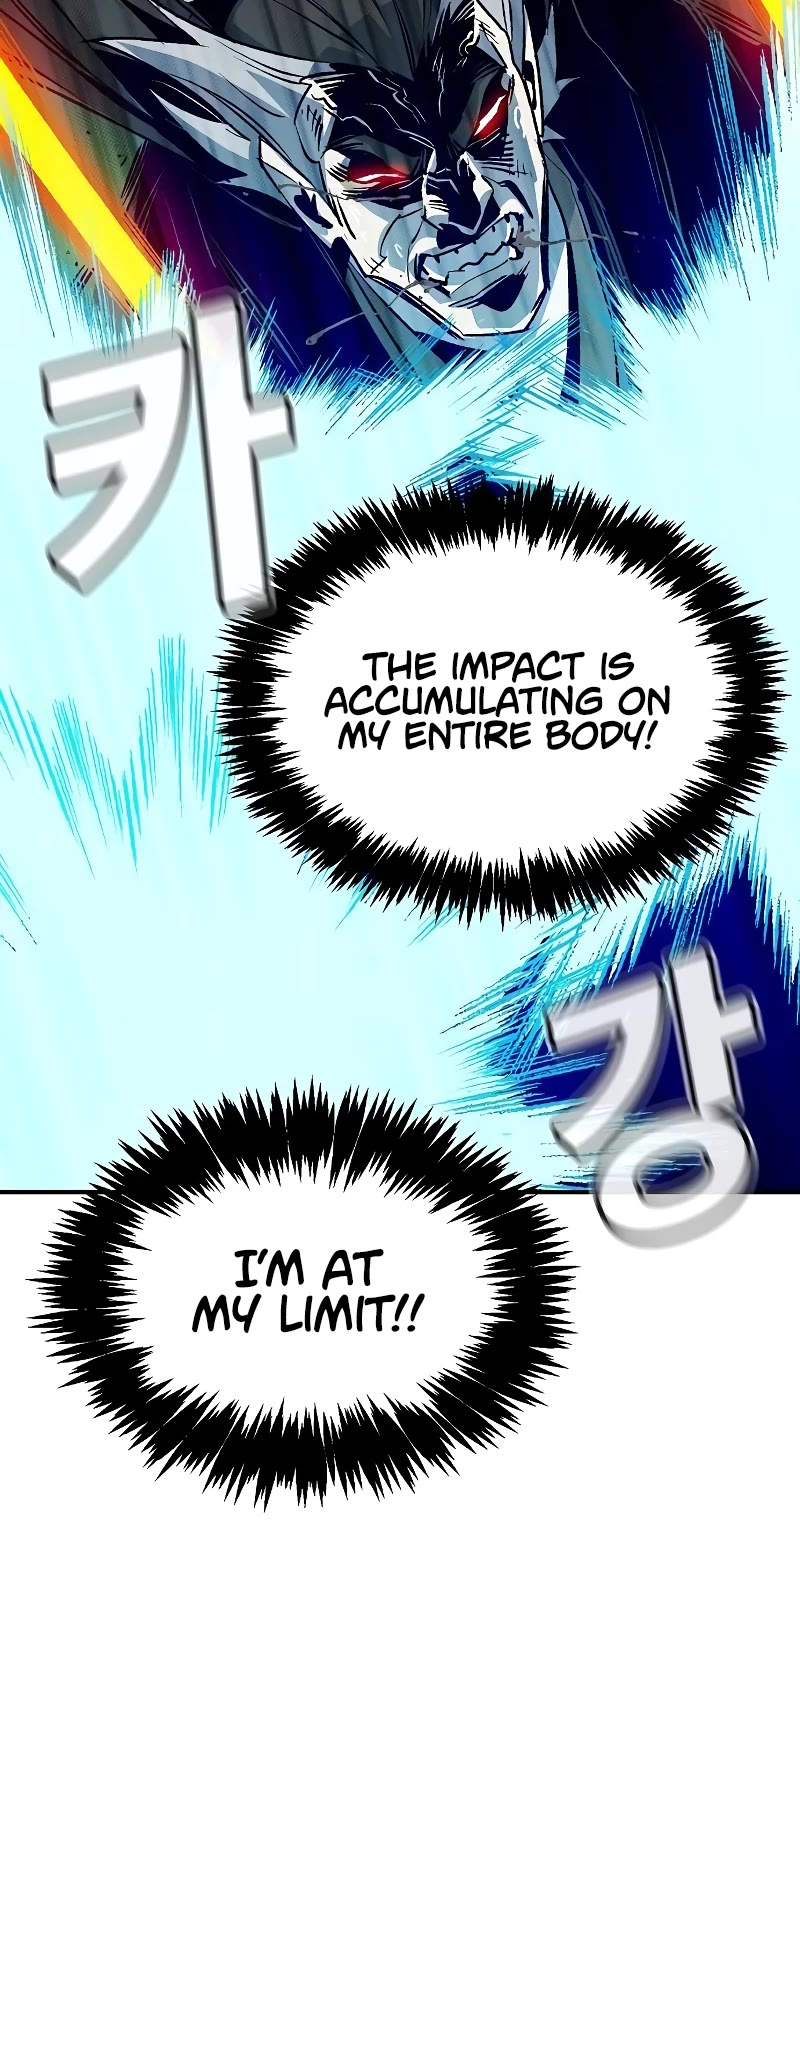 카
THE IMPACT IS
ACCUMULATING ON
MY ENTIRE BODY!
강
I'M AT
MY LIMIT!!